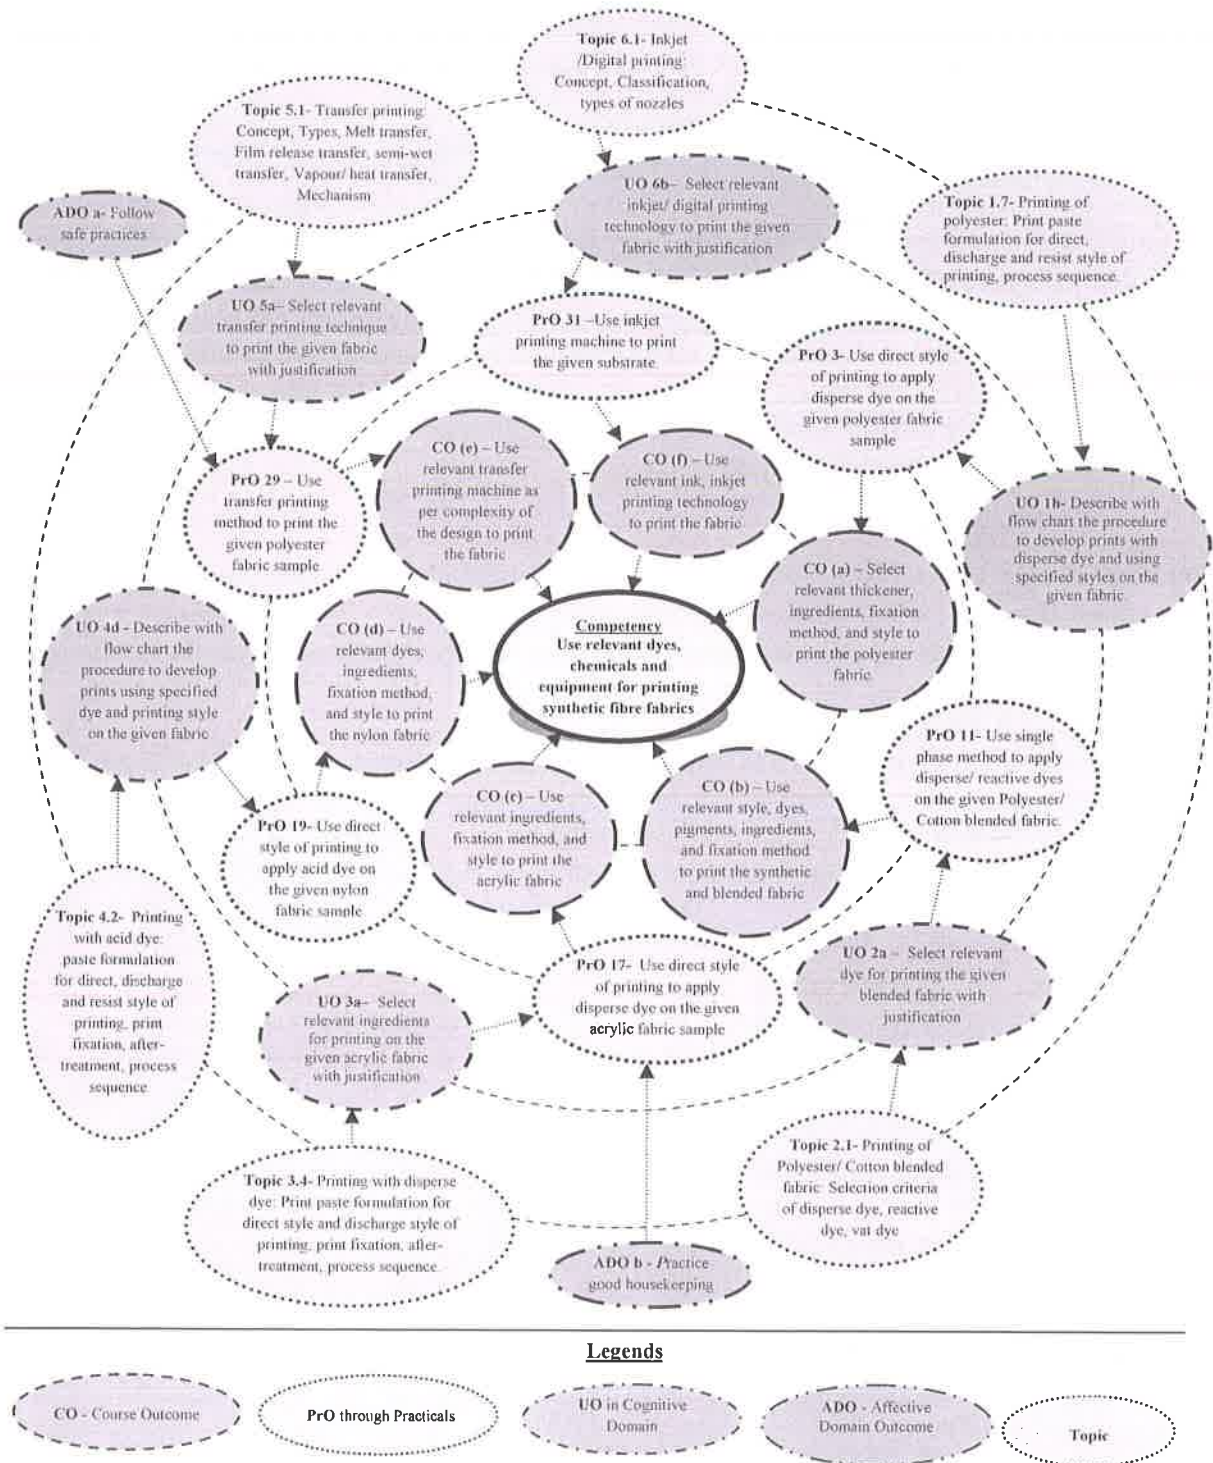 Topic 6.1- Inkjet
/Digital printing:
Concept, Classification,
types of nozzles
Topic 5.1- Transfer printing:
Concept, Types, Melt transfer,
Film release transfer, semi-wet
transfer, Vapour/ heat transfer,
Mechanism
ADO a- Follow
safe practices
UO 6b– Select relevant
inkjet/ digital printing
technology to print the given
fabric with justification
Topic 1.7- Printing of
polyester: Print paste
formulation for direct,
discharge and resist style of
printing, process sequence.
UO 5a– Select relevant
transfer printing technique
to print the given fabric
with justification
PrO 31 –Use inkjet
printing machine to print
the given substrate.
PrO 3- Use direct style
of printing to apply
disperse dye on the
given polyester fabric
sample
PrO 29 – Use
transfer printing
method to print the
given polyester
fabric sample.
CO (e) – Use
relevant transfer
printing machine as
per complexity of
the design to print
the fabric
CO (f) – Use
relevant ink, inkjet
printing technology
to print the fabric
UO 1b- Describe with
flow chart the procedure
to develop prints with
disperse dye and using
specified styles on the
given fabric.
CO (a) – Select
relevant thickener,
ingredients, fixation
method, and style to
print the polyester
fabric.
UO 4d - Describe with
flow chart the
procedure to develop
prints using specified
dye and printing style
on the given fabric
CO (d) – Use
relevant dyes,
ingredients,
fixation method,
and style to print
the nylon fabric
Competency
Use relevant dyes,
chemicals and
equipment for printing
synthetic fibre fabrics
PrO 11- Use single
phase method to apply
disperse/ reactive dyes
on the given Polyester/
Cotton blended fabric.
CO (c) – Use
relevant ingredients,
fixation method, and
style to print the
acrylic fabric
CO (b) – Use
relevant style, dyes,
pigments, ingredients,
and fixation method
to print the synthetic
and blended fabric
PrO 19- Use direct
style of printing to
apply acid dye on
the given nylon
fabric sample
Topic 4.2- Printing
with acid dye:
paste formulation
for direct, discharge
and resist style of
printing, print
fixation, after-
treatment, process
sequence
UO 3a– Select
relevant ingredients
for printing on the
given acrylic fabric
with justification
PrO 17- Use direct style
of printing to apply
disperse dye on the given
acrylic fabric sample
UO 2a – Select relevant
dye for printing the given
blended fabric with
justification
Topic 3.4- Printing with disperse
dye: Print paste formulation for
direct style and discharge style of
printing, print fixation, after-
treatment, process sequence.
Topic 2.1- Printing of
Polyester/ Cotton blended
fabric: Selection criteria
of disperse dye, reactive
dye, vat dye
ADO b - Practice
good housekeeping
Legends
CO - Course Outcome
PrO through Practicals
UO in Cognitive
Domain
ADO - Affective
Domain Outcome
Topic